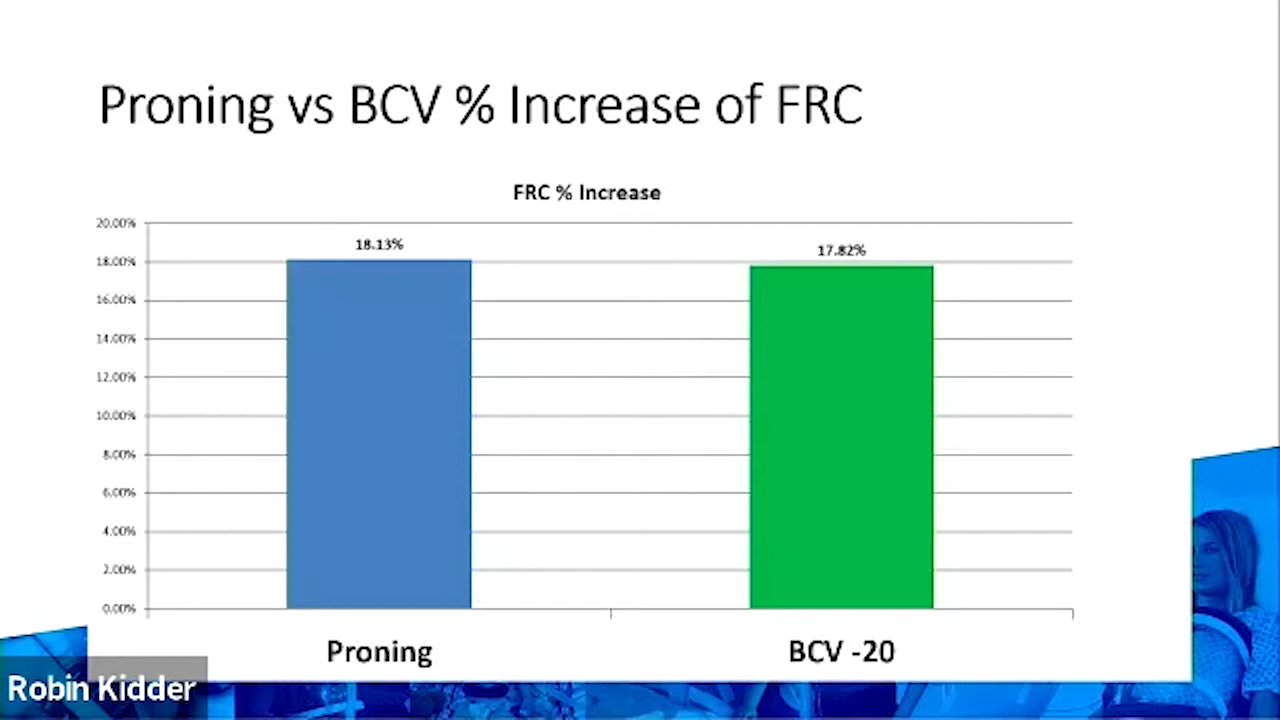 Proning vs BCV % Increase of FRC
FRC % Increase
20.00%
18.00%
16.00%
14.00%
12.00%
10.00%
8.00%
6.00%
4.00%
2.00%
0.00%
18.13%
17.82%
Proning
BCV -20
Robin Kidder